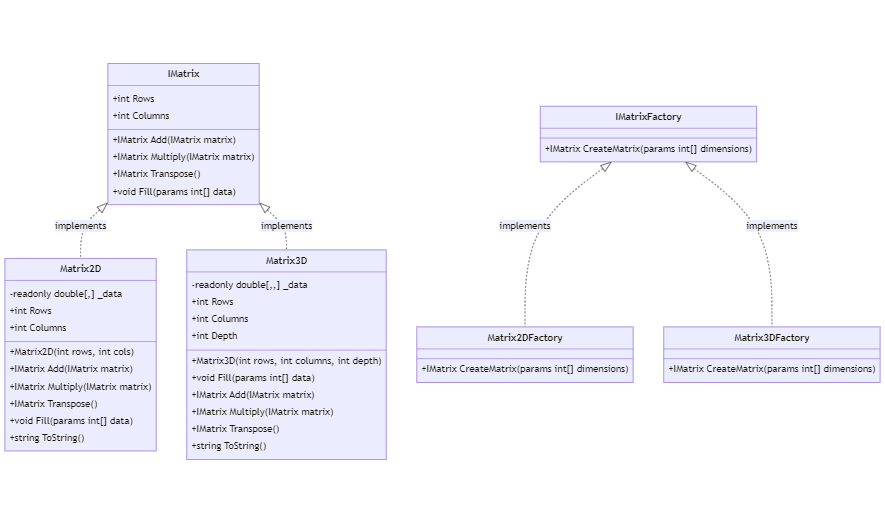 IMatrix
+int Rows
+int Columns
+IMatrix Add(IMatrix matrix)
+IMatrix Multiply(IMatrix matrix)
+IMatrix Transpose()
+void Fill(params int[] data)
implements
implements
Matrix2D
-readonly double[,] _data
+int Rows
+int Columns
+Matrix2D(int rows, int cols)
+IMatrix Add(IMatrix matrix)
+IMatrix Multiply(IMatrix matrix)
+IMatrix Transpose()
+void Fill(params int[] data)
+string ToString()
Matrix3D
-readonly double[,,] _data
+int Rows
+int Columns
+int Depth
+Matrix3D(int rows, int columns, int depth)
+void Fill(params int[] data)
+IMatrix Add(IMatrix matrix)
+IMatrix Multiply(IMatrix matrix)
+IMatrix Transpose()
+string ToString()
IMatrixFactory
+IMatrix CreateMatrix(params int[] dimensions)
implements
implements
Matrix2DFactory
+IMatrix CreateMatrix(params int[] dimensions)
Matrix3DFactory
+IMatrix CreateMatrix(params int[] dimensions)